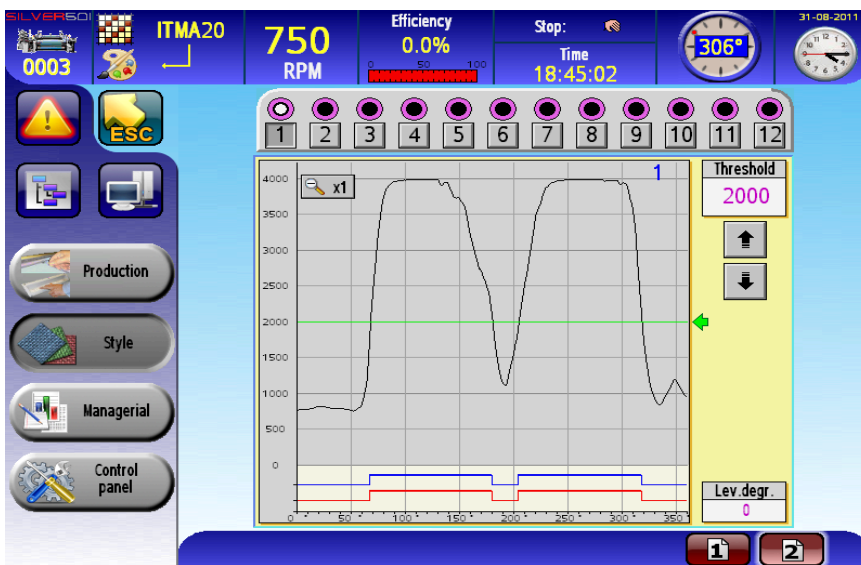 SILVER501
0003
ITMA20
750
RPM
Efficiency
0.0%
0 50 100
Stop:
Time
18:45:02
306°
31-08-2011
ESC
1 2 3 4 5 6 7 8 9 10 11 12
Production
Style
Managerial
Control
panel
x1
1
4000
3500
3000
2500
2000
1500
1000
500
0
0 50° 100° 150° 200° 250° 300° 350°
Threshold
2000
Lev.degr.
0
1 2